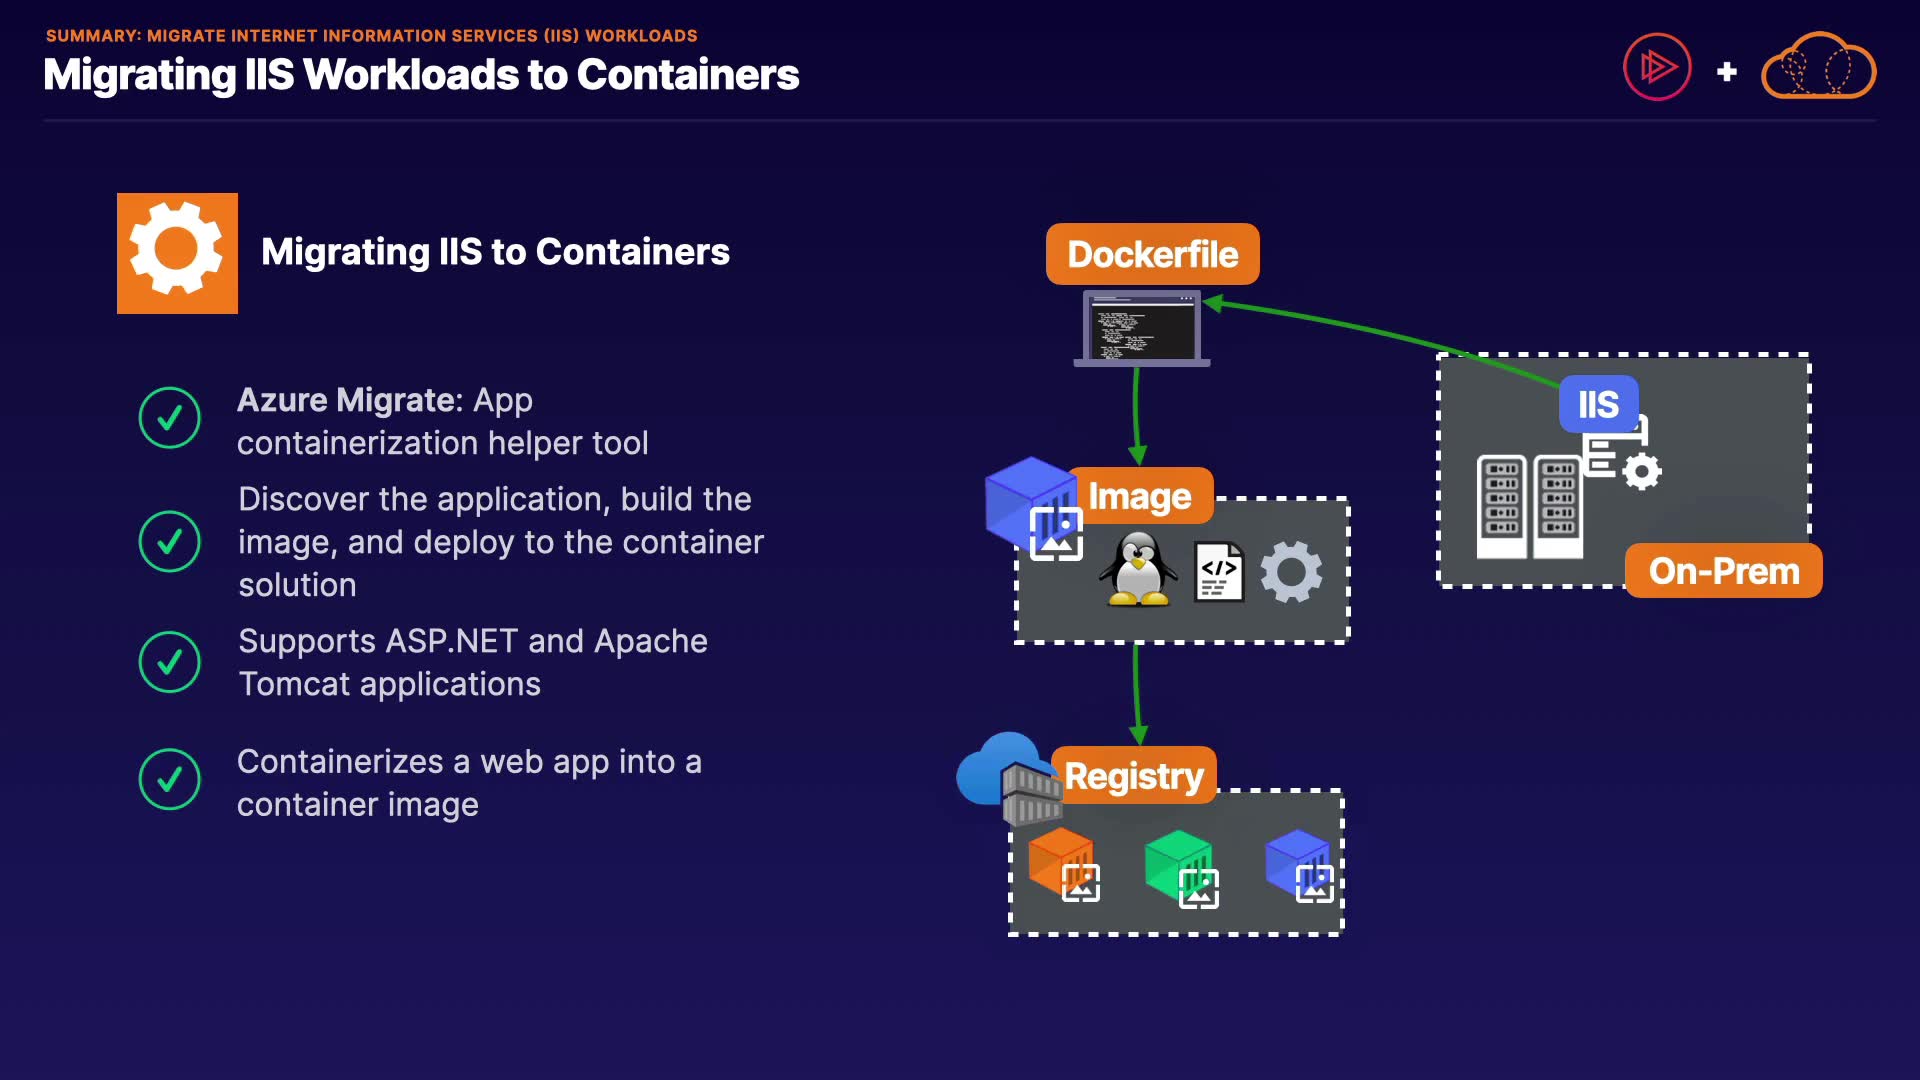 SUMMARY: MIGRATE INTERNET INFORMATION SERVICES (IIS) WORKLOADS
Migrating IIS Workloads to Containers
Migrating IIS to Containers
Azure Migrate: App
containerization helper tool
Discover the application, build the
image, and deploy to the container
solution
Supports ASP.NET and Apache
Tomcat applications
Containerizes a web app into a
container image
Dockerfile
IIS
On-Prem
Image
</>
Registry